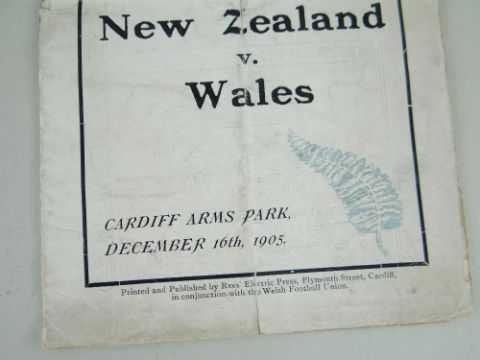 New Zealand
v.
Wales
CARDIFF ARMS PARK,
DECEMBER 16th, 1905.
Printed and Published by Rees' Electric Press, Plymouth Street, Cardiff,
in conjunction with the Welsh Football Union.